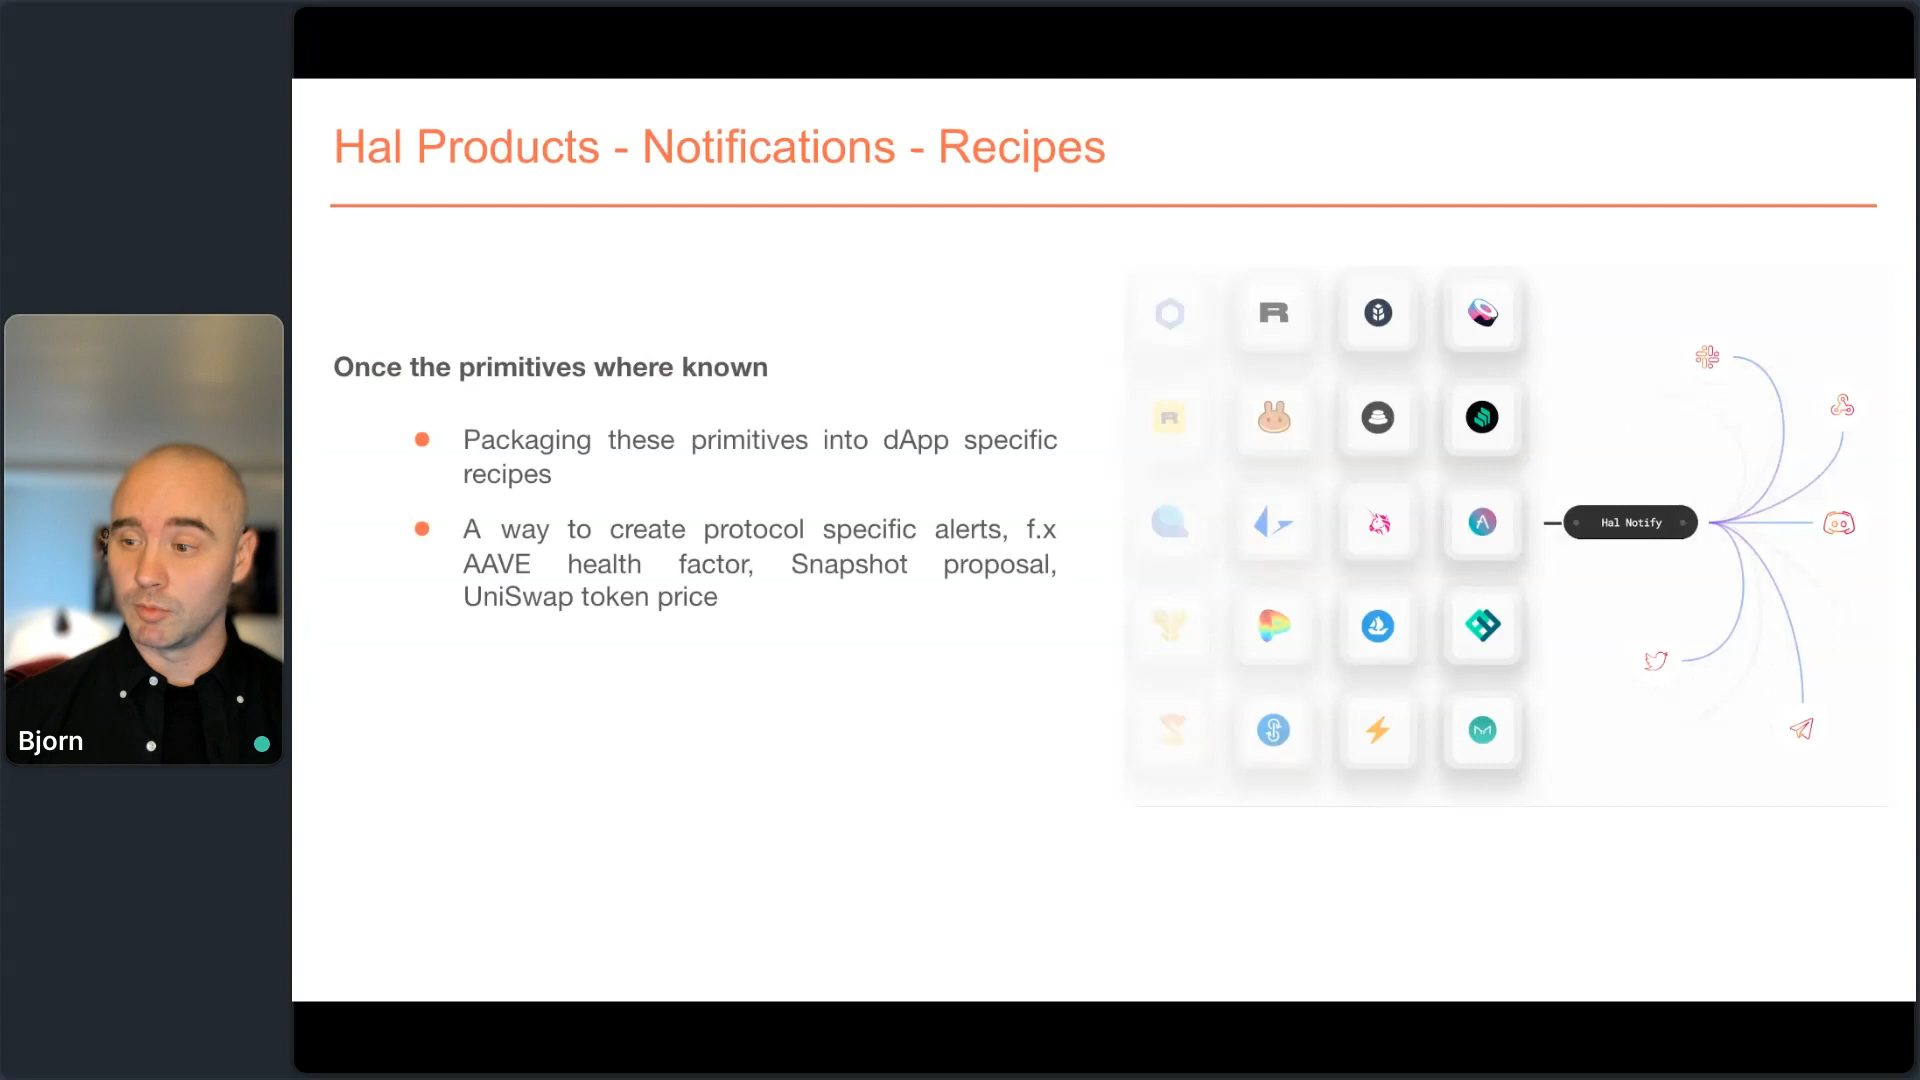 Hal Products - Notifications - Recipes
Once the primitives where known
Packaging these primitives into dApp specific
recipes
A way to create protocol specific alerts, f.x
AAVE health factor, Snapshot proposal,
UniSwap token price
Hal Notify
Bjorn